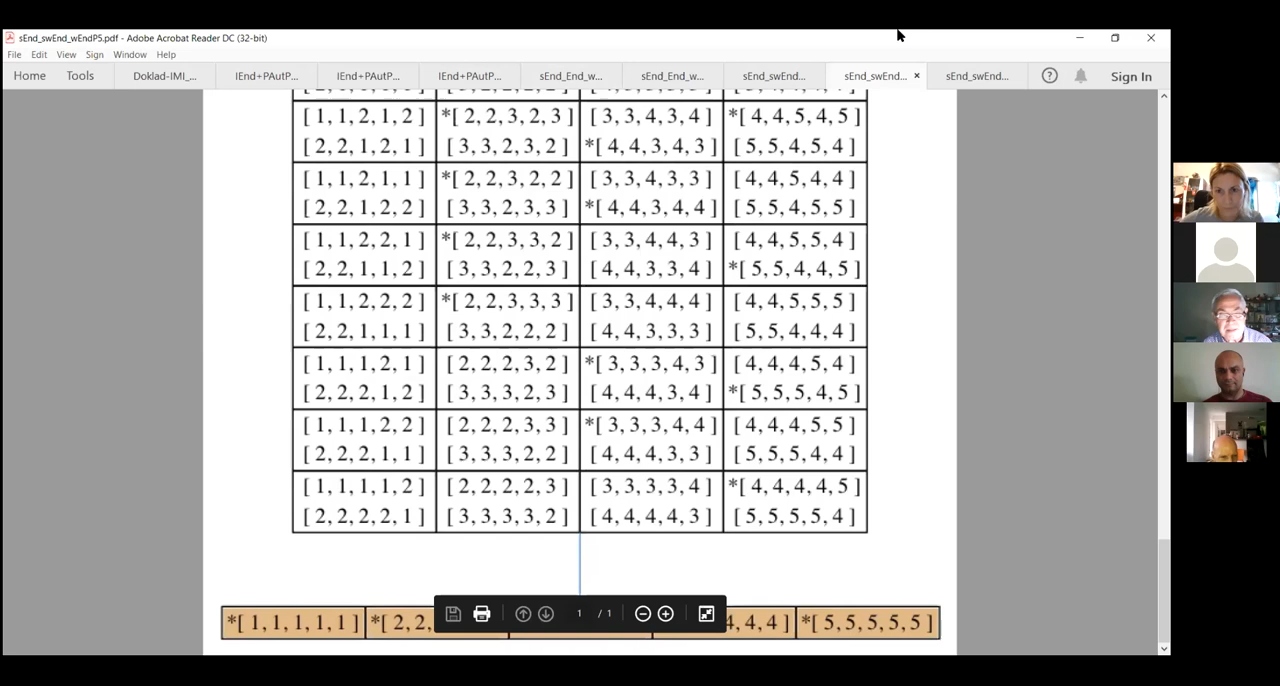 sEnd_swEnd_wEndP5.pdf - Adobe Acrobat Reader DC (32-bit)
File Edit View Sign Window Help
Home Tools Doklad-IMI_... IEnd+PAutP... IEnd+PAutP... IEnd+PAutP... sEnd_End_w... sEnd_End_w... sEnd_swEnd... sEnd_swEnd... × sEnd_swEnd... Sign In
[ 1, 1, 2, 1, 2 ] *[ 2, 2, 3, 2, 3 ] [ 3, 3, 4, 3, 4 ] *[ 4, 4, 5, 4, 5 ]
[ 2, 2, 1, 2, 1 ] [ 3, 3, 2, 3, 2 ] *[ 4, 4, 3, 4, 3 ] [ 5, 5, 4, 5, 4 ]
[ 1, 1, 2, 1, 1 ] *[ 2, 2, 3, 2, 2 ] [ 3, 3, 4, 3, 3 ] [ 4, 4, 5, 4, 4 ]
[ 2, 2, 1, 2, 2 ] [ 3, 3, 2, 3, 3 ] *[ 4, 4, 3, 4, 4 ] [ 5, 5, 4, 5, 5 ]
[ 1, 1, 2, 2, 1 ] *[ 2, 2, 3, 3, 2 ] [ 3, 3, 4, 4, 3 ] [ 4, 4, 5, 5, 4 ]
[ 2, 2, 1, 1, 2 ] [ 3, 3, 2, 2, 3 ] [ 4, 4, 3, 3, 4 ] *[ 5, 5, 4, 4, 5 ]
[ 1, 1, 2, 2, 2 ] *[ 2, 2, 3, 3, 3 ] [ 3, 3, 4, 4, 4 ] [ 4, 4, 5, 5, 5 ]
[ 2, 2, 1, 1, 1 ] [ 3, 3, 2, 2, 2 ] [ 4, 4, 3, 3, 3 ] [ 5, 5, 4, 4, 4 ]
[ 1, 1, 1, 2, 1 ] [ 2, 2, 2, 3, 2 ] *[ 3, 3, 3, 4, 3 ] [ 4, 4, 4, 5, 4 ]
[ 2, 2, 2, 1, 2 ] [ 3, 3, 3, 2, 3 ] [ 4, 4, 4, 3, 4 ] *[ 5, 5, 5, 4, 5 ]
[ 1, 1, 1, 2, 2 ] [ 2, 2, 2, 3, 3 ] *[ 3, 3, 3, 4, 4 ] [ 4, 4, 4, 5, 5 ]
[ 2, 2, 2, 1, 1 ] [ 3, 3, 3, 2, 2 ] [ 4, 4, 4, 3, 3 ] [ 5, 5, 5, 4, 4 ]
[ 1, 1, 1, 1, 2 ] [ 2, 2, 2, 2, 3 ] [ 3, 3, 3, 3, 4 ] *[ 4, 4, 4, 4, 5 ]
[ 2, 2, 2, 2, 1 ] [ 3, 3, 3, 3, 2 ] [ 4, 4, 4, 4, 3 ] [ 5, 5, 5, 5, 4 ]
1 / 1
*[ 1, 1, 1, 1, 1 ] *[ 2, 2, 4, 4, 4 ] *[ 5, 5, 5, 5, 5 ]